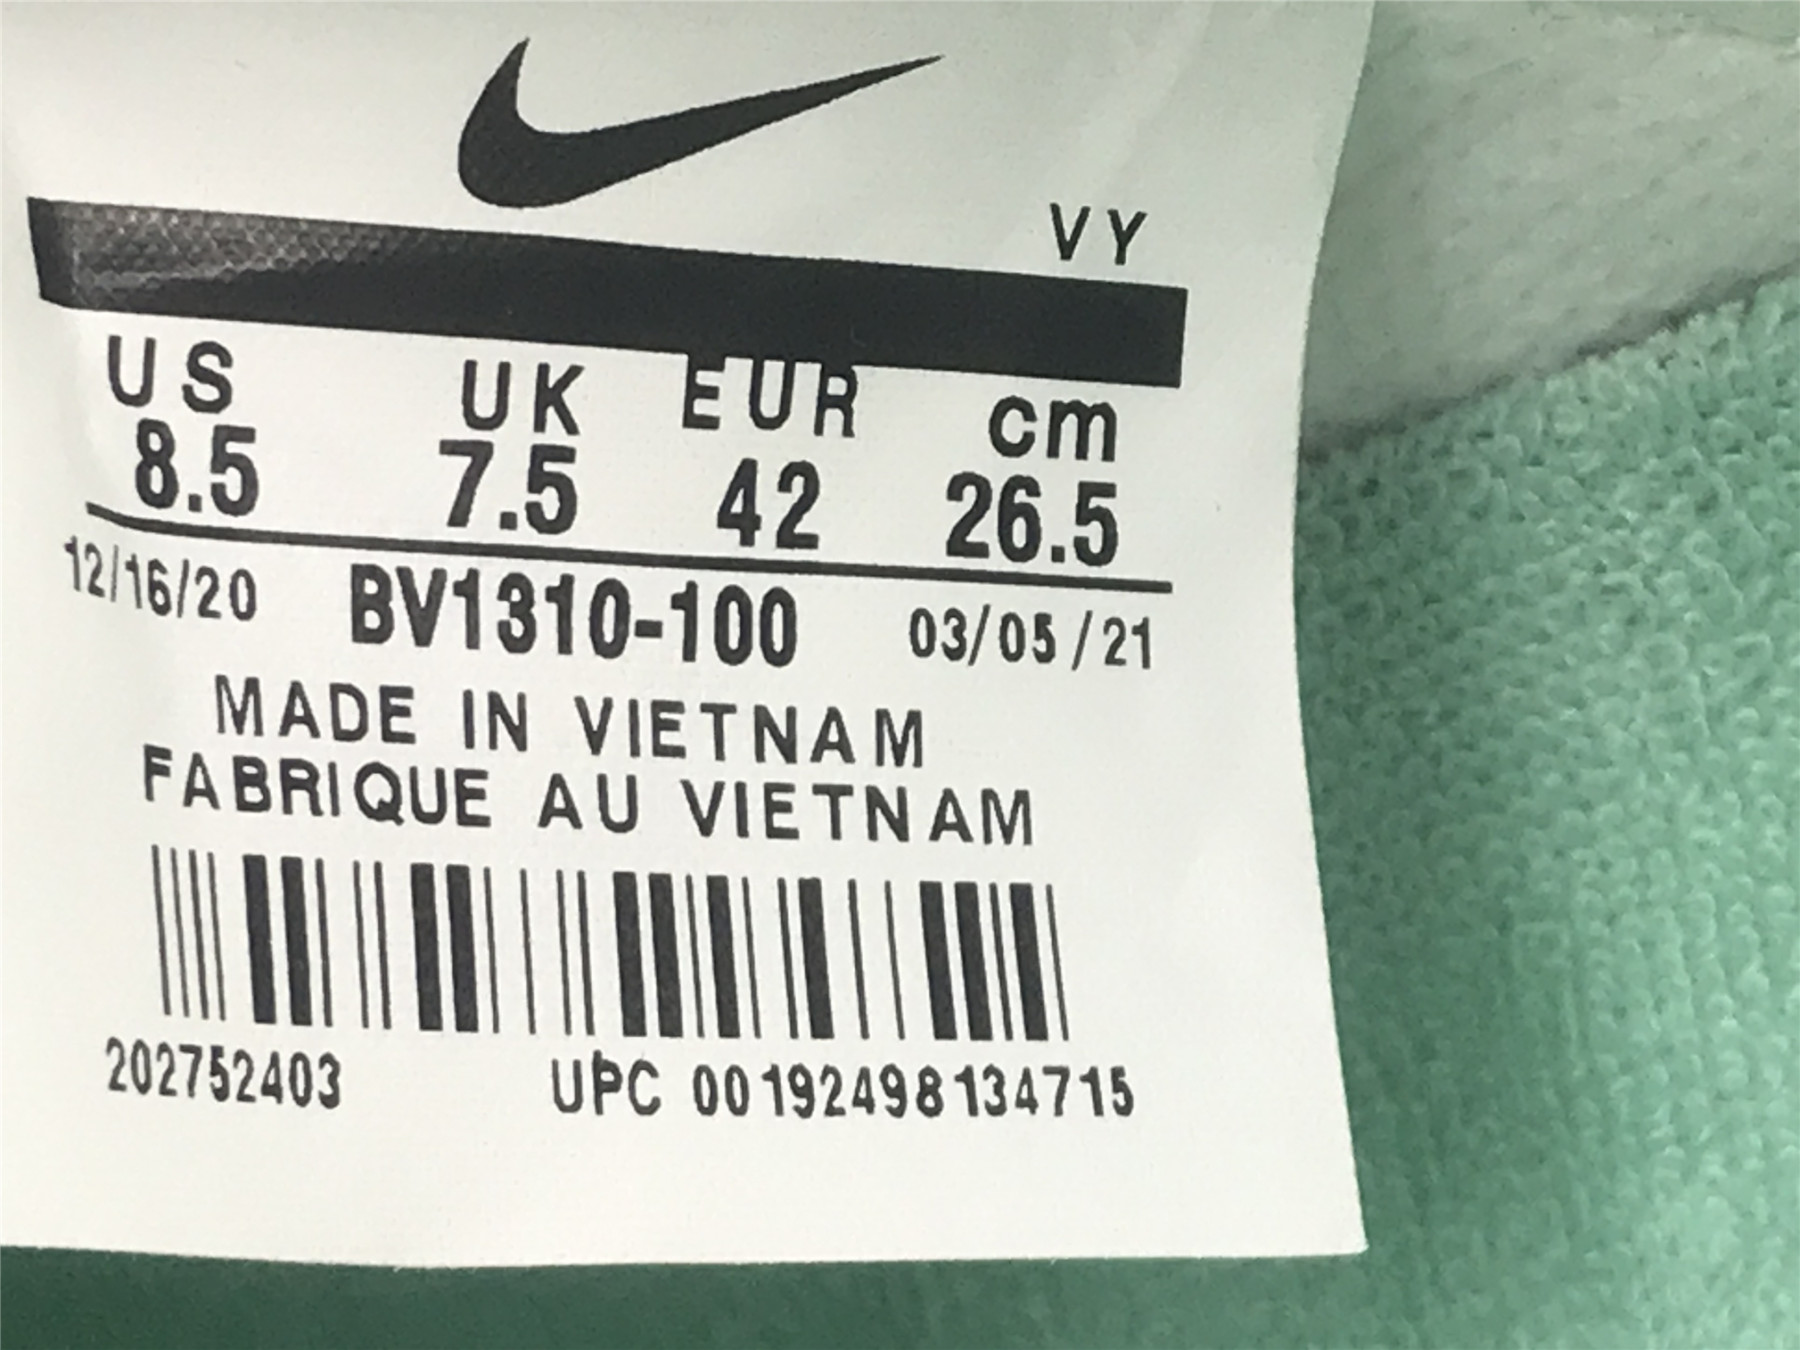 VY
US UK EUR cm
8.5 7.5 42 26.5
12/16/20 BV1310-100 03/05/21
MADE IN VIETNAM
FABRIQUE AU VIETNAM
202752403 UPC 00192498134715